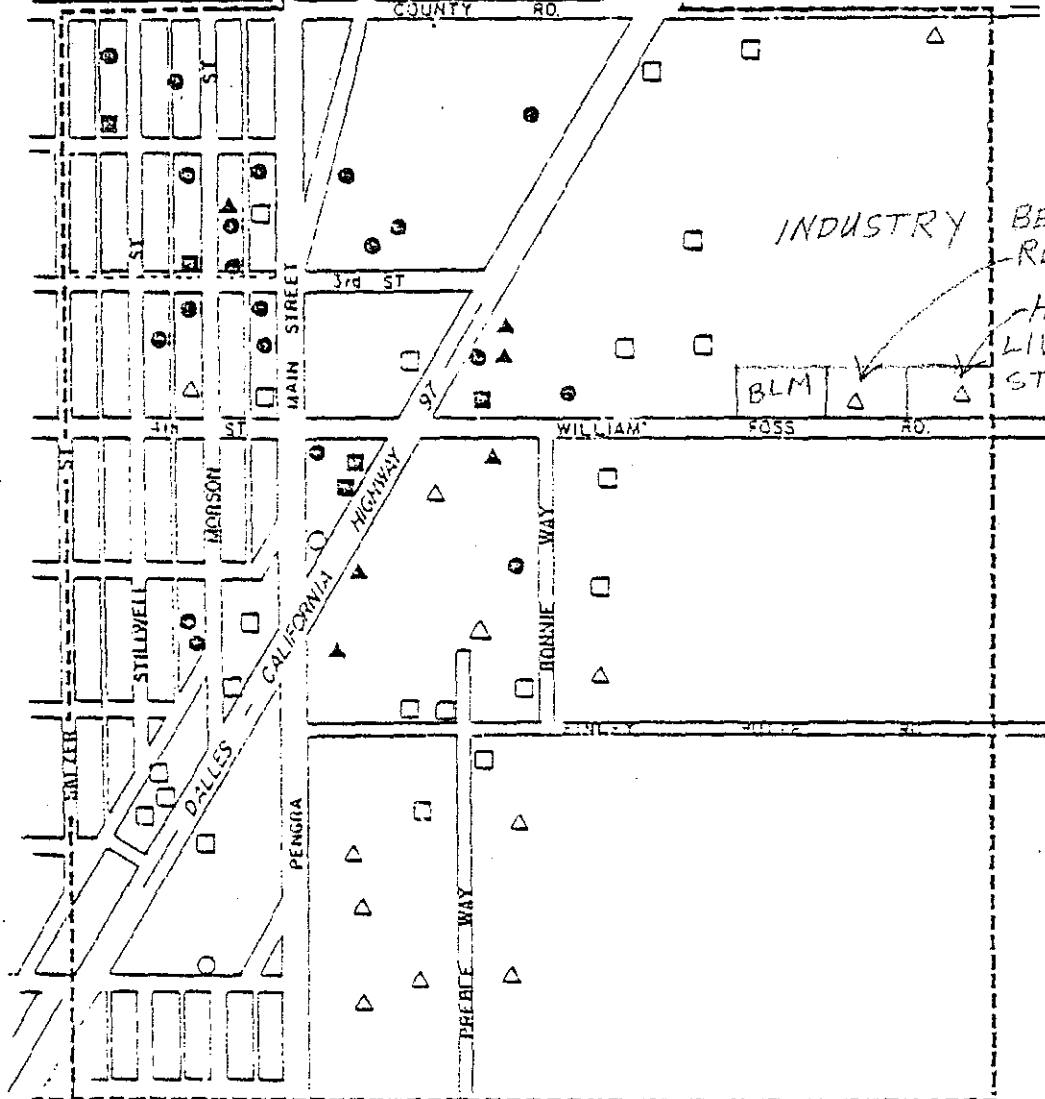 COUNTY RD.
ST
INDUSTRY
ST
3rd ST
MAIN STREET
BLM
97
WILLIAM FOSS RD.
4th ST
ST
MORSON
HIGHWAY
BONNIE WAY
CALIFORNIA
STILLWELL
DALLES
PENGRA
PREBLE WAY